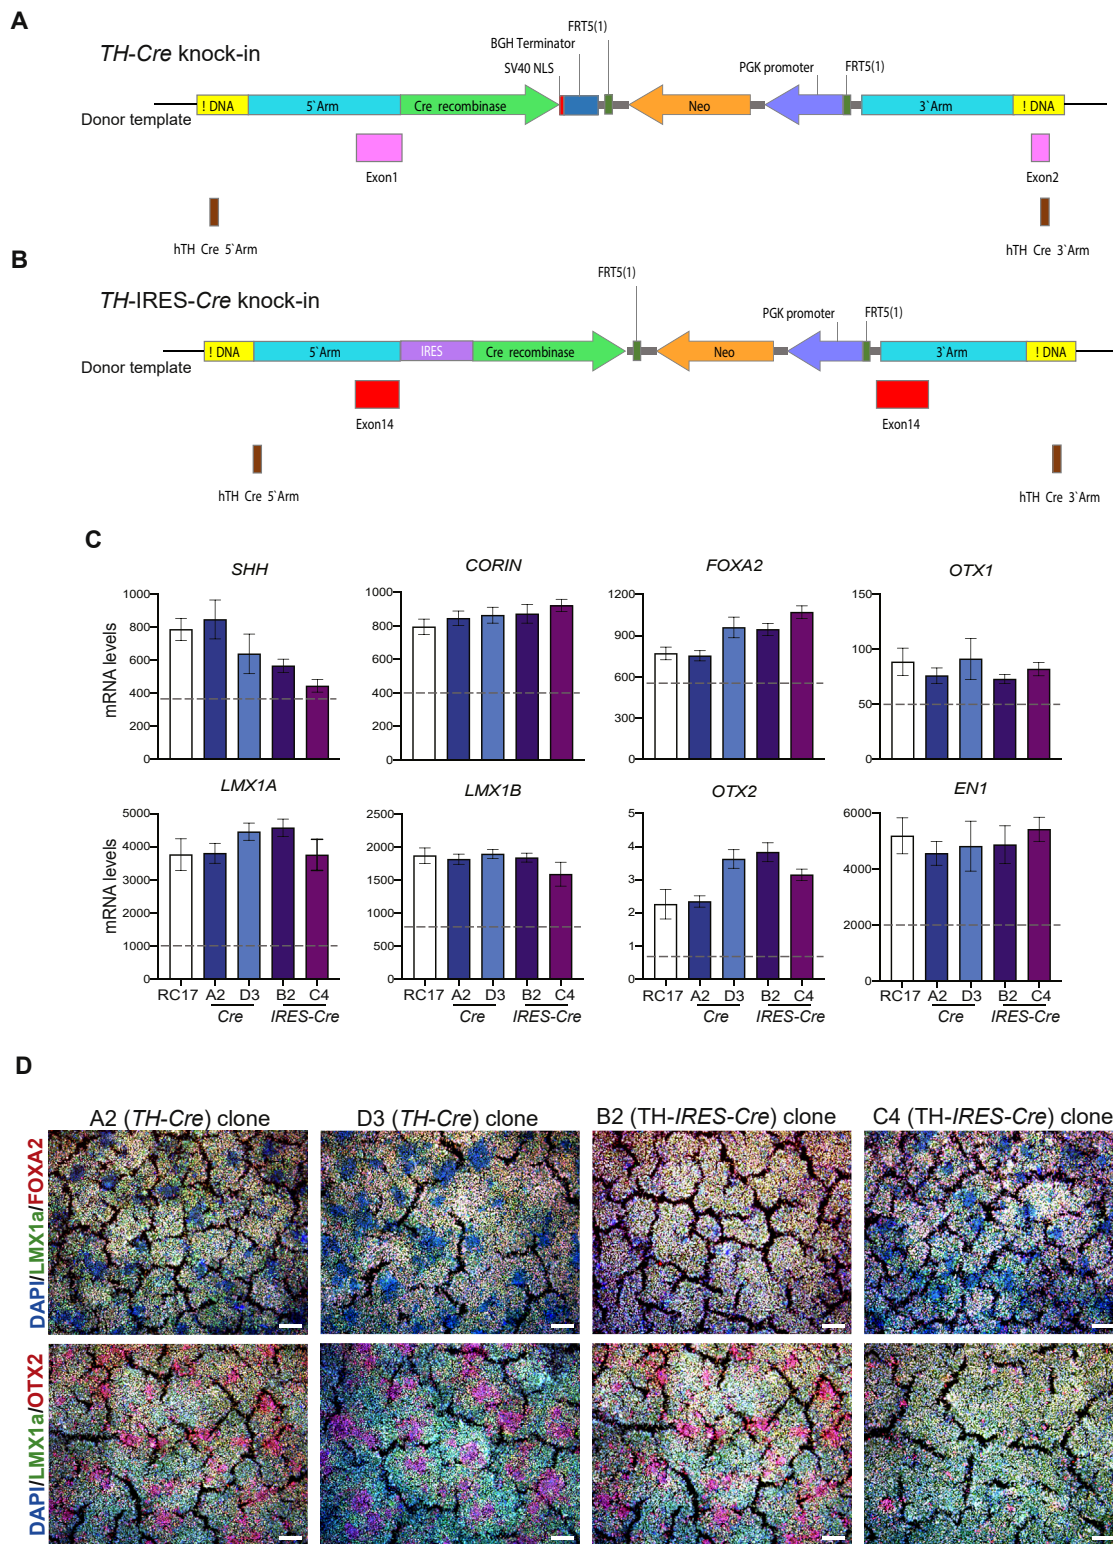 A
TH-Cre knock-in
FRT5(1)
BGH Terminator
SV40 NLS
PGK promoter
FRT5(1)
! DNA
5`Arm
Cre recombinase
Neo
3`Arm
! DNA
Donor template
Exon1
Exon2
hTH Cre 5`Arm
hTH Cre 3`Arm
B
TH-IRES-Cre knock-in
FRT5(1)
PGK promoter
FRT5(1)
! DNA
5`Arm
IRES
Cre recombinase
Neo
3`Arm
! DNA
Donor template
Exon14
Exon14
hTH Cre 5`Arm
hTH Cre 3`Arm
C
SHH
CORIN
FOXA2
OTX1
mRNA levels
1000
800
600
400
200
0
1000
800
600
400
200
0
1200
900
600
300
0
150
100
50
0
LMX1A
LMX1B
OTX2
EN1
mRNA levels
5000
4000
3000
2000
1000
0
2500
2000
1500
1000
500
0
5
4
3
2
1
0
6000
4000
2000
0
RC17 A2 D3 B2 C4
Cre IRES-Cre
RC17 A2 D3 B2 C4
Cre IRES-Cre
RC17 A2 D3 B2 C4
Cre IRES-Cre
RC17 A2 D3 B2 C4
Cre IRES-Cre
D
A2 (TH-Cre) clone
D3 (TH-Cre) clone
B2 (TH-IRES-Cre) clone
C4 (TH-IRES-Cre) clone
DAPI/LMX1a/FOXA2
DAPI/LMX1a/OTX2